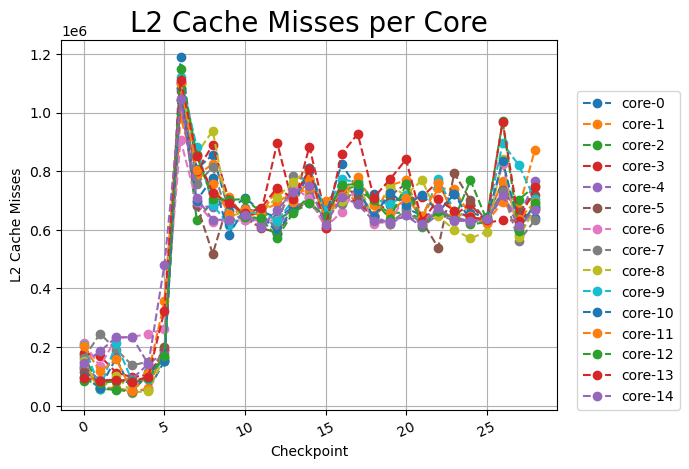 L2 Cache Misses per Core
1e6
1.2
1.0
0.8
0.6
0.4
0.2
0.0
L2 Cache Misses
0
5
10
15
20
25
Checkpoint
core-0
core-1
core-2
core-3
core-4
core-5
core-6
core-7
core-8
core-9
core-10
core-11
core-12
core-13
core-14